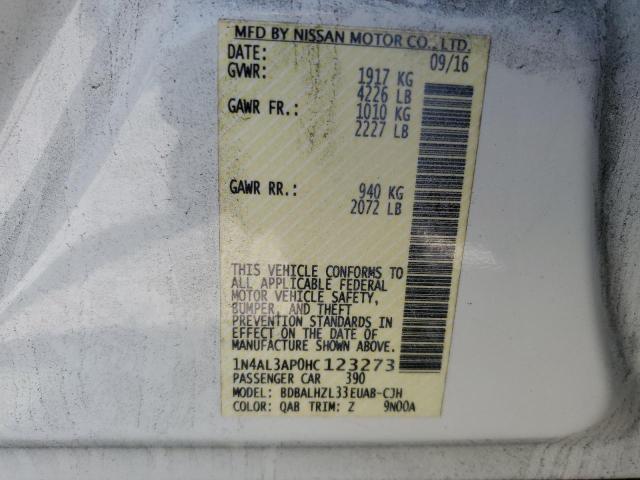 MFD BY NISSAN MOTOR CO., LTD.
DATE: 09/16
GVWR: 1917 KG
4226 LB
GAWR FR.: 1010 KG
2227 LB
GAWR RR.: 940 KG
2072 LB
THIS VEHICLE CONFORMS TO
ALL APPLICABLE FEDERAL
MOTOR VEHICLE SAFETY,
BUMPER, AND THEFT
PREVENTION STANDARDS IN
EFFECT ON THE DATE OF
MANUFACTURE SHOWN ABOVE.
1N4AL3AP0HC123273
PASSENGER CAR 390
MODEL: BDBALHZL33EUAB-CJH
COLOR: QAB TRIM: Z 9N00A